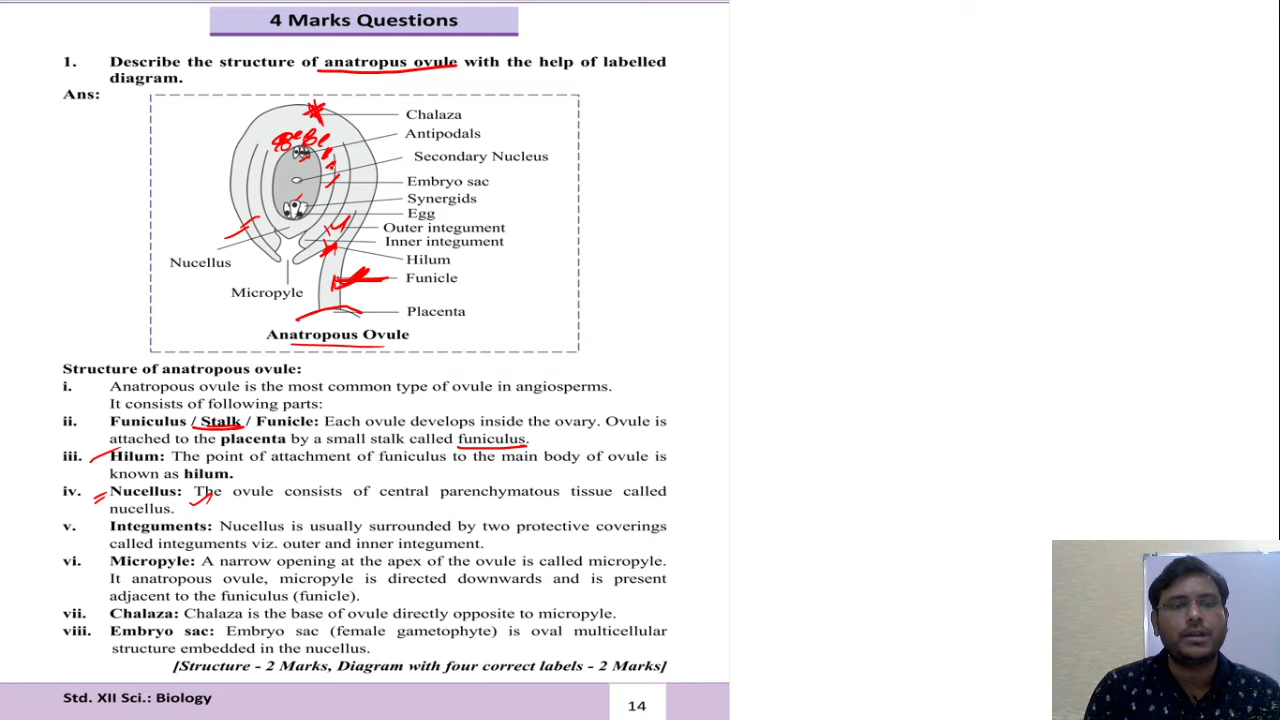 4 Marks Questions
1. Describe the structure of anatropus ovule with the help of labelled
diagram.
Ans:
Chalaza
Antipodals
Secondary Nucleus
Embryo sac
Synergids
Egg
Outer integument
Inner integument
Hilum
Nucellus
Funicle
Micropyle
Placenta
Anatropous Ovule
Structure of anatropous ovule:
i. Anatropous ovule is the most common type of ovule in angiosperms.
It consists of following parts:
ii. Funiculus / Stalk / Funicle: Each ovule develops inside the ovary. Ovule is
attached to the placenta by a small stalk called funiculus.
iii. Hilum: The point of attachment of funiculus to the main body of ovule is
known as hilum.
iv. Nucellus: The ovule consists of central parenchymatous tissue called
nucellus.
v. Integuments: Nucellus is usually surrounded by two protective coverings
called integuments viz. outer and inner integument.
vi. Micropyle: A narrow opening at the apex of the ovule is called micropyle.
It anatropous ovule, micropyle is directed downwards and is present
adjacent to the funiculus (funicle).
vii. Chalaza: Chalaza is the base of ovule directly opposite to micropyle.
viii. Embryo sac: Embryo sac (female gametophyte) is oval multicellular
structure embedded in the nucellus.
[Structure - 2 Marks, Diagram with four correct labels - 2 Marks]
Std. XII Sci.: Biology
14